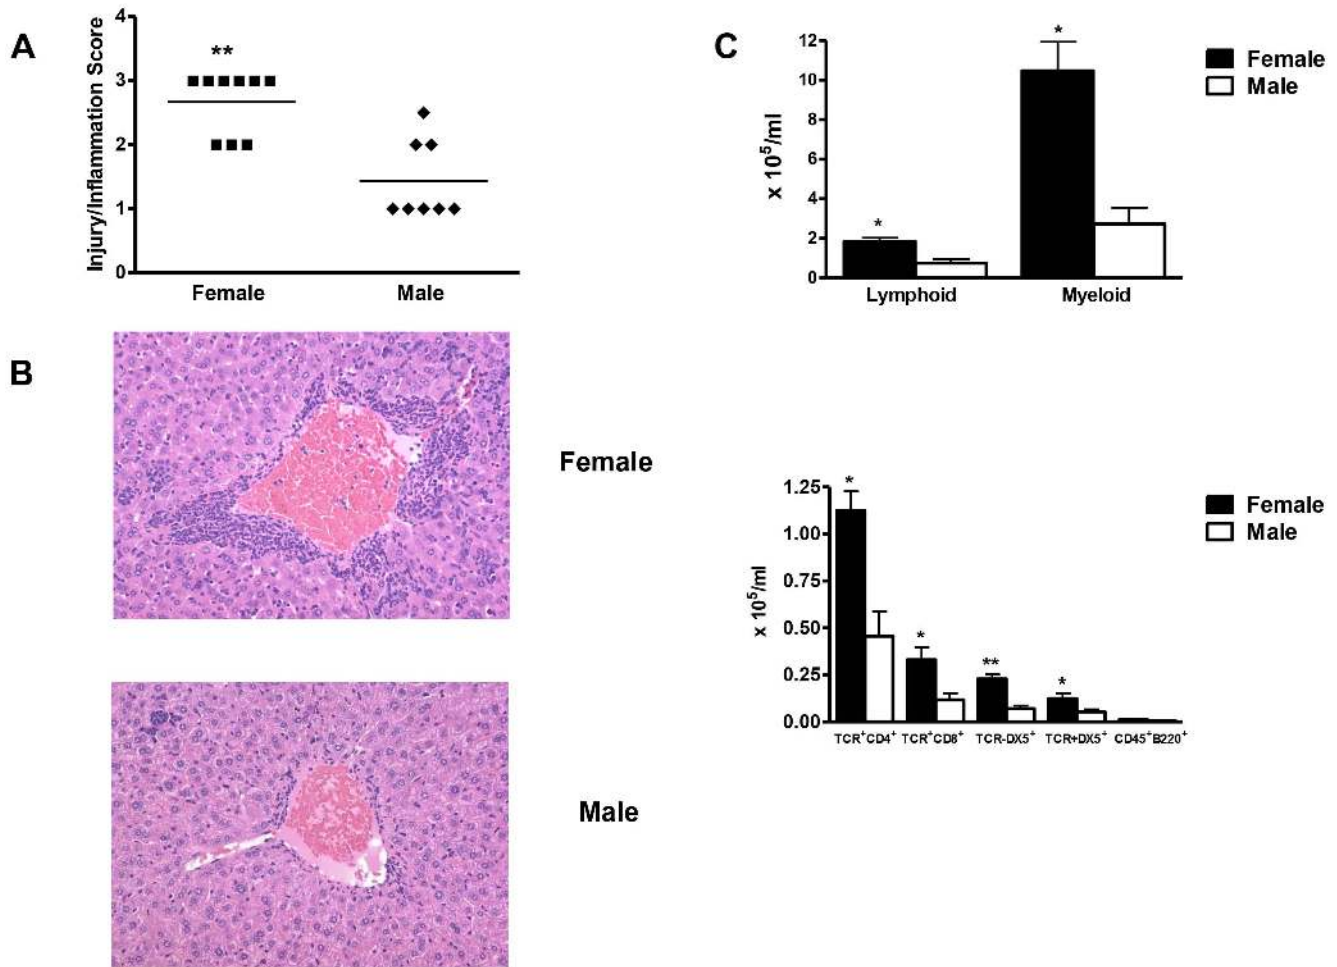 A
Injury/Inflammation Score
4
3
2
1
0
**
Female
Male
C
x 10⁵/ml
12
10
8
6
4
2
0
*
*
Lymphoid
Myeloid
Female
Male
B
Female
Male
x 10⁵/ml
1.25
1.00
0.75
0.50
0.25
0.00
*
*
**
*
TCR⁺CD4⁺
TCR⁺CD8⁺
TCR-DX5⁺
TCR+DX5⁺
CD45⁺B220⁺
Female
Male